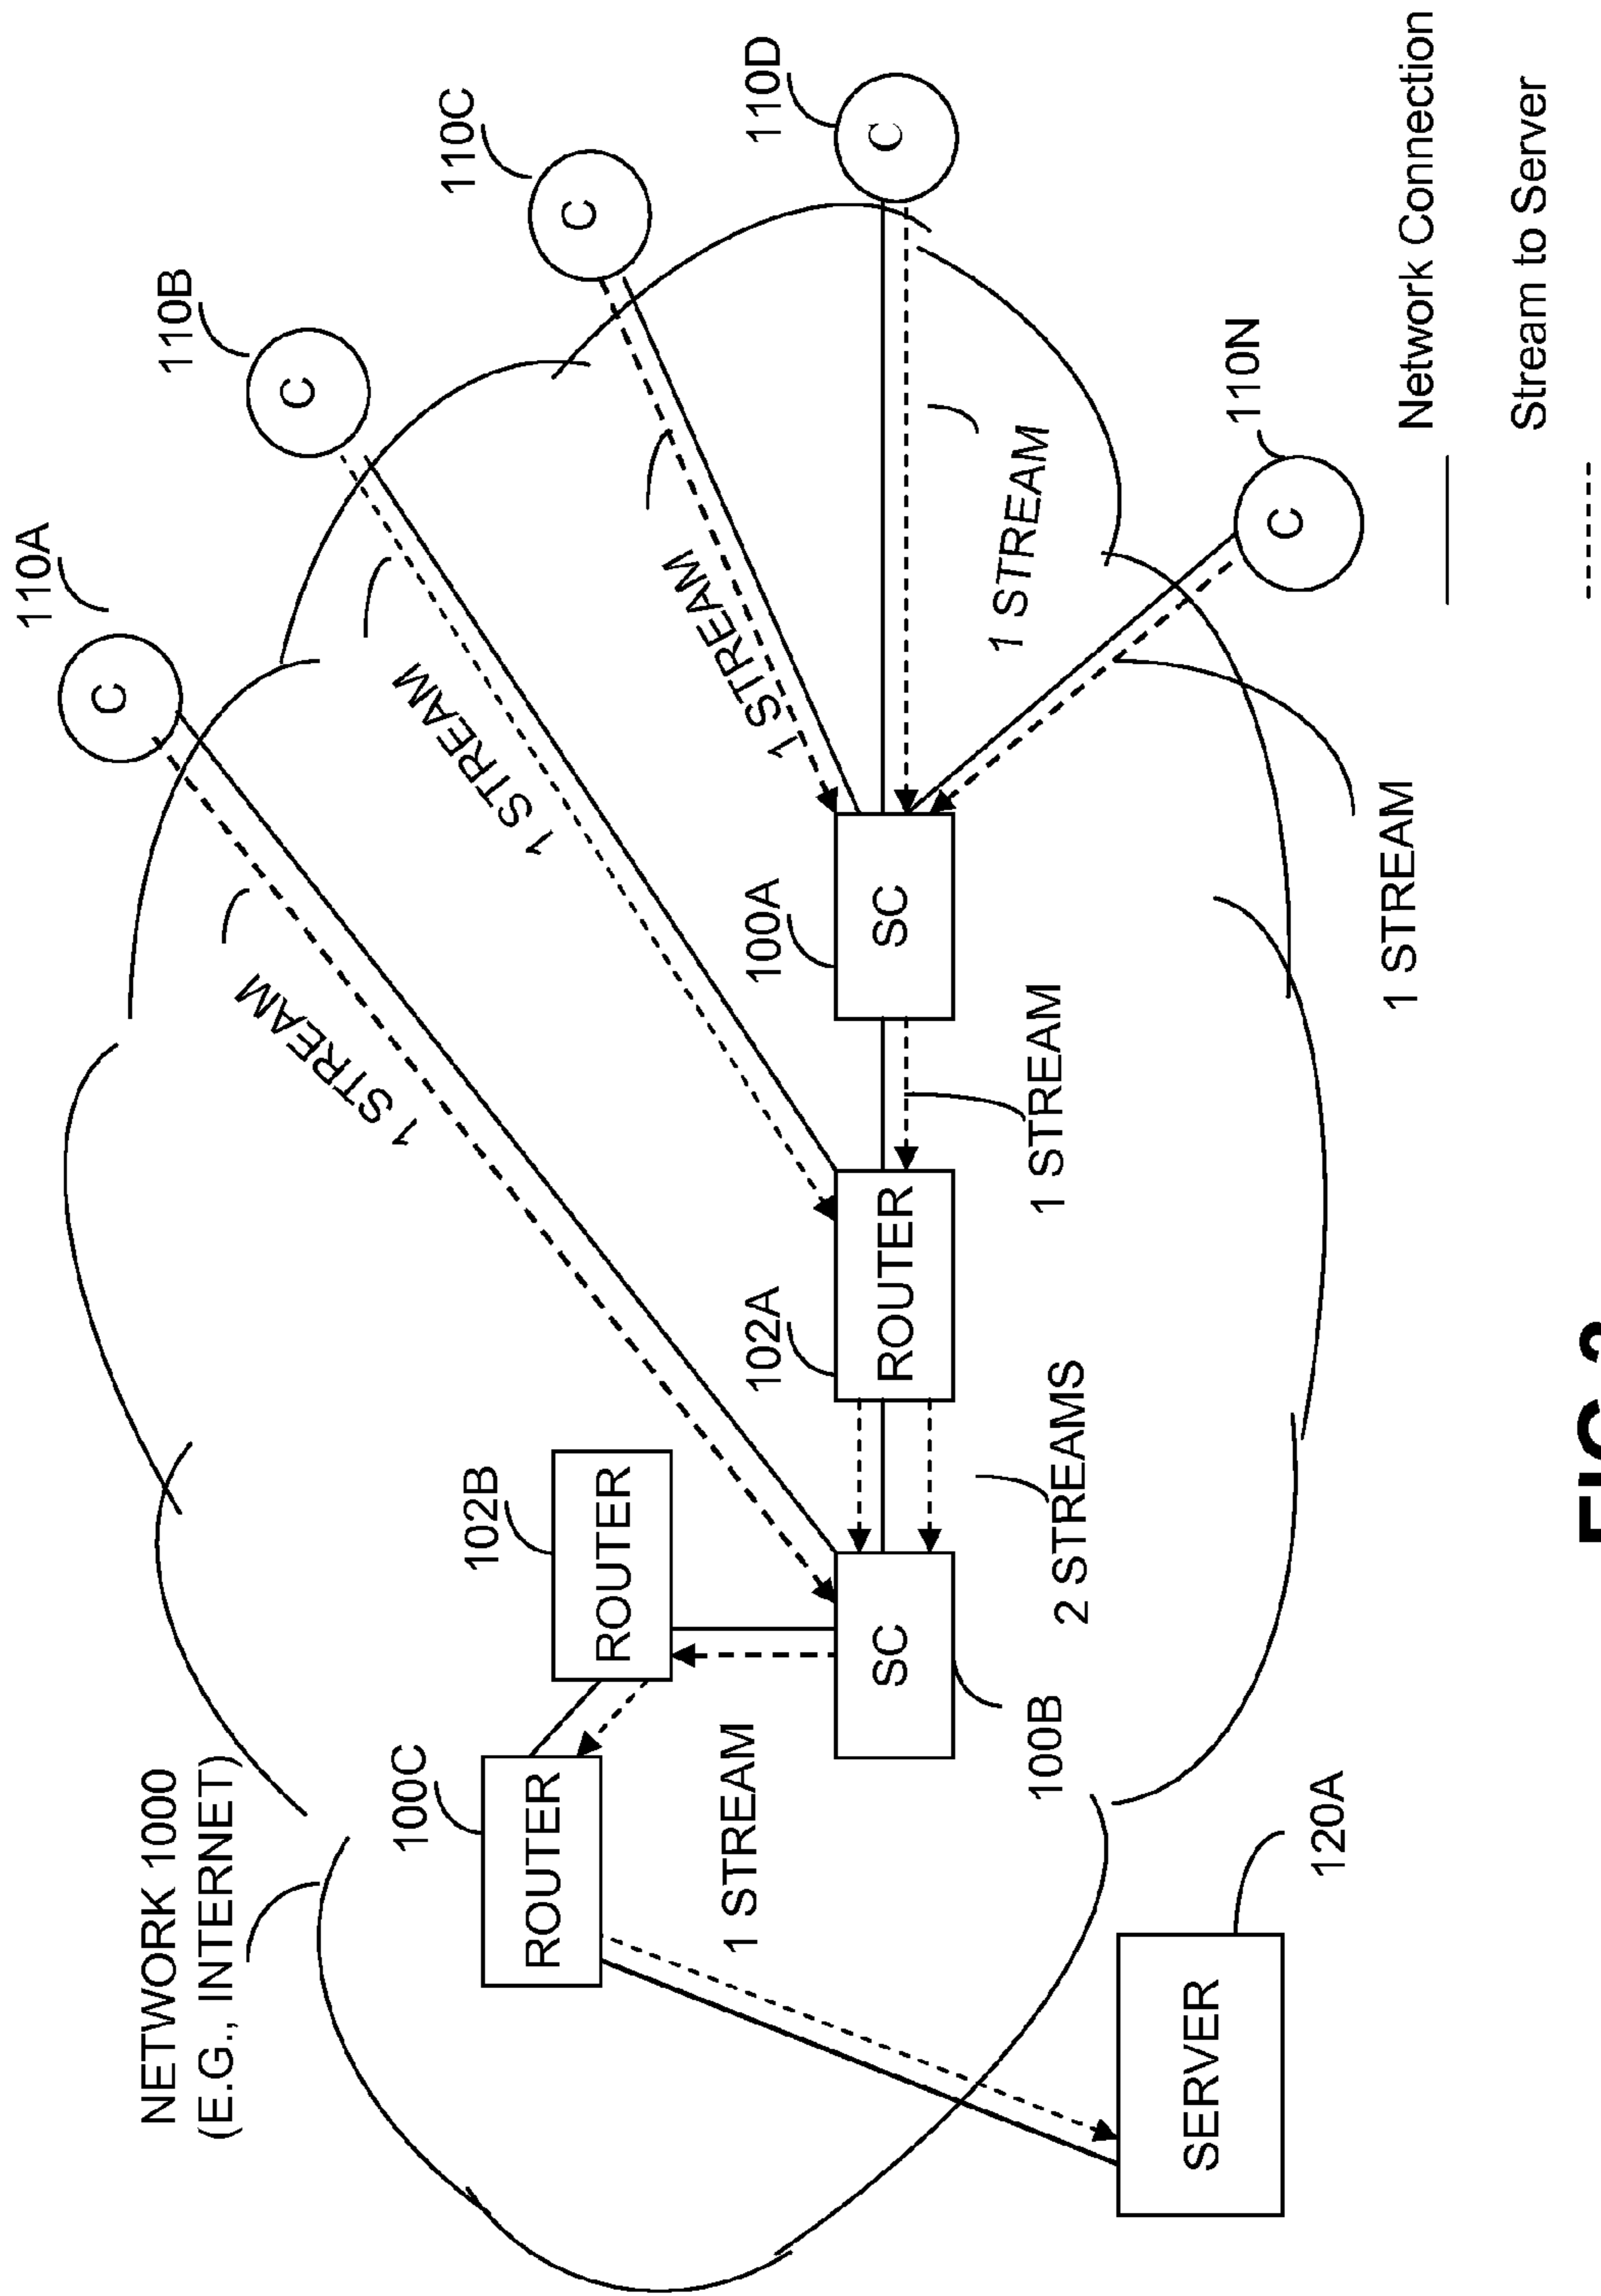 NETWORK 1000
(E.G., INTERNET)
110A
C
110B
C
110C
C
110D
C
110N
C
1 STREAM
1 STREAM
1 STREAM
1 STREAM
1 STREAM
100C
ROUTER
102B
ROUTER
1 STREAM
SC
100B
2 STREAMS
102A
ROUTER
1 STREAM
100A
SC
SERVER
120A
Network Connection
Stream to Server